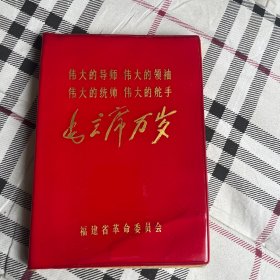 伟大的导师 伟大的领袖
伟大的统帅 伟大的舵手
毛主席万岁
福建省革命委员会